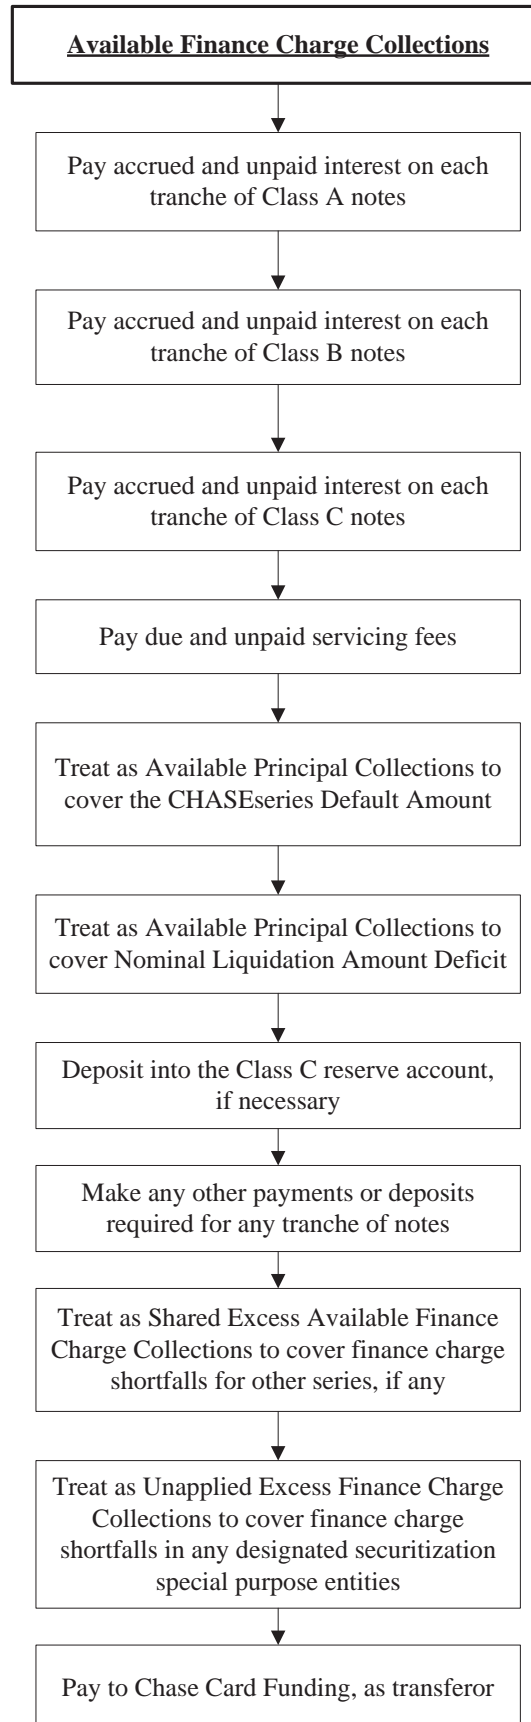 Available Finance Charge Collections
Pay accrued and unpaid interest on each
tranche of Class A notes
Pay accrued and unpaid interest on each
tranche of Class B notes
Pay accrued and unpaid interest on each
tranche of Class C notes
Pay due and unpaid servicing fees
Treat as Available Principal Collections to
cover the CHASEseries Default Amount
Treat as Available Principal Collections to
cover Nominal Liquidation Amount Deficit
Deposit into the Class C reserve account,
if necessary
Make any other payments or deposits
required for any tranche of notes
Treat as Shared Excess Available Finance
Charge Collections to cover finance charge
shortfalls for other series, if any
Treat as Unapplied Excess Finance Charge
Collections to cover finance charge
shortfalls in any designated securitization
special purpose entities
Pay to Chase Card Funding, as transferor